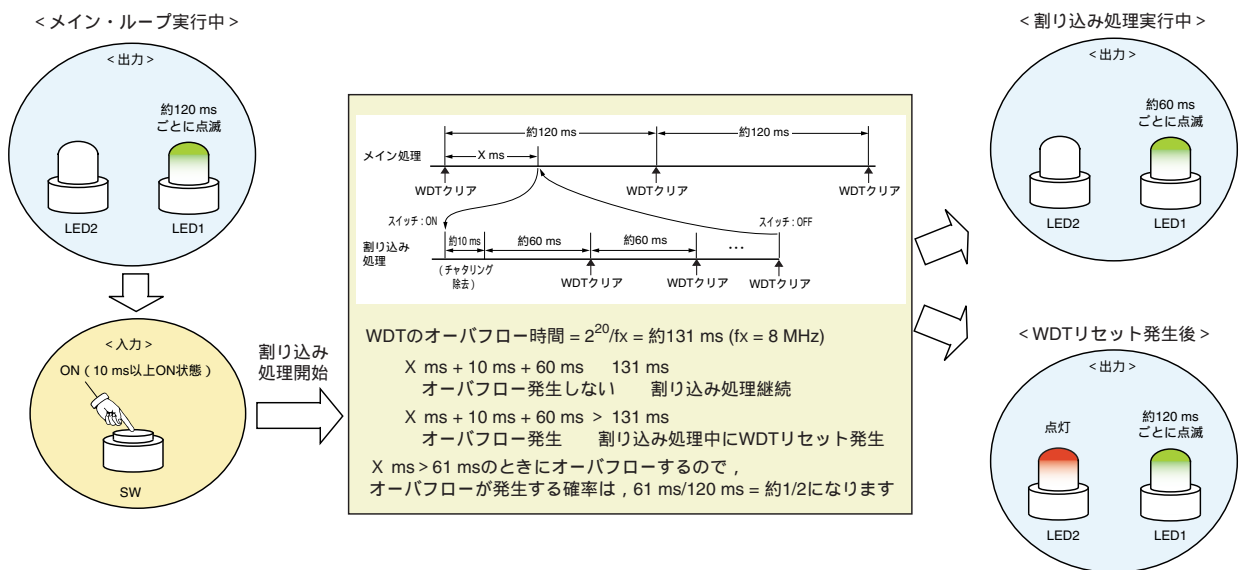 <メイン・ループ実行中>
<出力>
約120 ms
ごとに点滅
LED2
LED1
<入力>
ON(10 ms以上ON状態)
SW
割り込み
処理開始
約120 ms
約120 ms
メイン処理
X ms
WDTクリア
WDTクリア
WDTクリア
スイッチ:ON
スイッチ:OFF
割り込み
処理
約10 ms
約60 ms
約60 ms
…
(チャタリング
除去)
WDTクリア
WDTクリア
WDTクリア
WDTのオーバフロー時間 = 2²⁰/fx = 約131 ms (fx = 8 MHz)
X ms + 10 ms + 60 ms 131 ms
オーバフロー発生しない 割り込み処理継続
X ms + 10 ms + 60 ms > 131 ms
オーバフロー発生 割り込み処理中にWDTリセット発生
X ms > 61 msのときにオーバフローするので,
オーバフローが発生する確率は,61 ms/120 ms = 約1/2になります
<割り込み処理実行中>
<出力>
約60 ms
ごとに点滅
LED2
LED1
<WDTリセット発生後>
<出力>
点灯
約120 ms
ごとに点滅
LED2
LED1